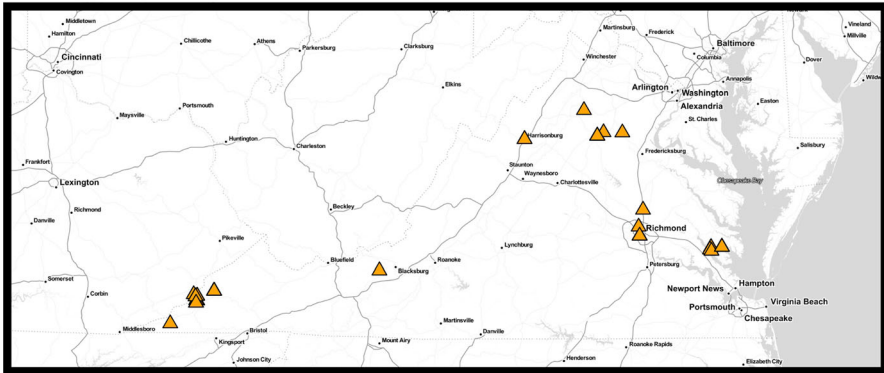 Middletown
Hamilton
Chillicothe
Athens
Parkersburg
Clarksburg
Martinsburg
Frederick
Baltimore
Columbia
Vineland
Millville
Cincinnati
Covington
Winchester
Dover
Wildw
Elkins
Arlington
Washington
Annapolis
Alexandria
Easton
Maysville
Portsmouth
St. Charles
Huntington
Charleston
Harrisonburg
Salisbury
Fredericksburg
Frankfort
Staunton
Lexington
Waynesboro
Charlottesville
Chesapeake Bay
Danville
Richmond
Beckley
Richmond
Pikeville
Lynchburg
Bluefield
Roanoke
Blacksburg
Petersburg
Somerset
Corbin
Hampton
Newport News
Portsmouth
Virginia Beach
Chesapeake
Middlesboro
Bristol
Kingsport
Martinsville
Danville
Mount Airy
Roanoke Rapids
Johnson City
Henderson
Elizabeth City